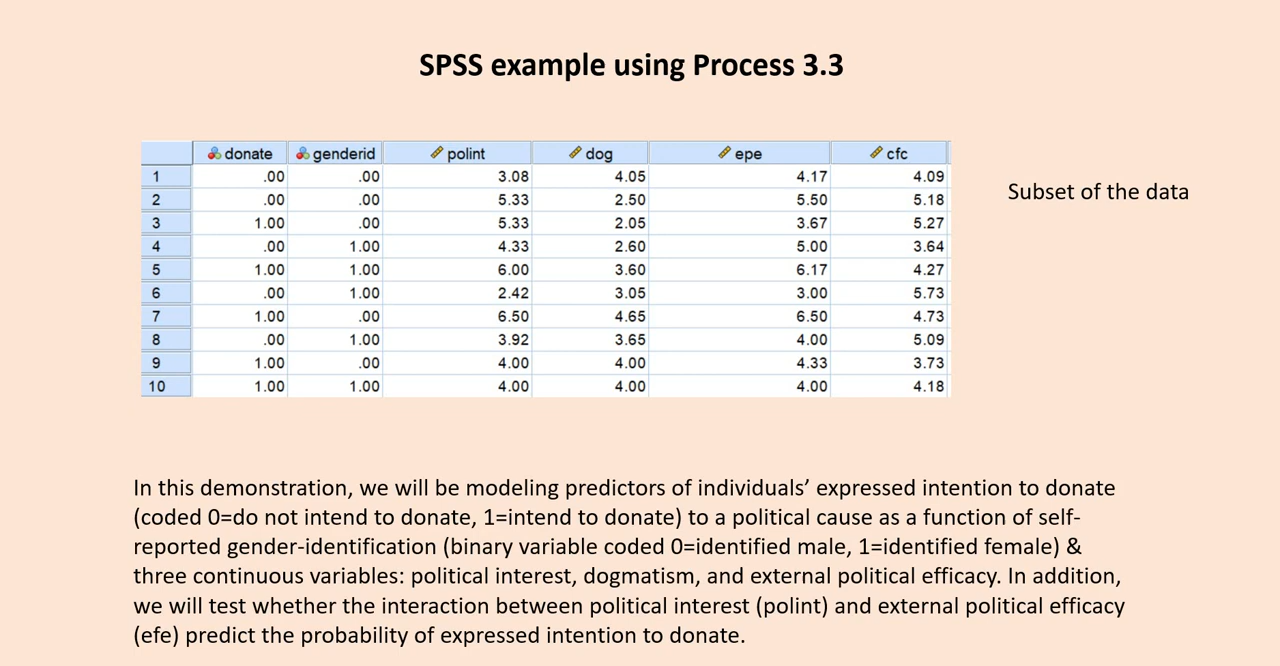 SPSS example using Process 3.3
donate genderid polint dog epe cfc
1 .00 .00 3.08 4.05 4.17 4.09
2 .00 .00 5.33 2.50 5.50 5.18
3 1.00 .00 5.33 2.05 3.67 5.27
4 .00 1.00 4.33 2.60 5.00 3.64
5 1.00 1.00 6.00 3.60 6.17 4.27
6 .00 1.00 2.42 3.05 3.00 5.73
7 1.00 .00 6.50 4.65 6.50 4.73
8 .00 1.00 3.92 3.65 4.00 5.09
9 1.00 .00 4.00 4.00 4.33 3.73
10 1.00 1.00 4.00 4.00 4.00 4.18
Subset of the data
In this demonstration, we will be modeling predictors of individuals’ expressed intention to donate
(coded 0=do not intend to donate, 1=intend to donate) to a political cause as a function of self-
reported gender-identification (binary variable coded 0=identified male, 1=identified female) &
three continuous variables: political interest, dogmatism, and external political efficacy. In addition,
we will test whether the interaction between political interest (polint) and external political efficacy
(efe) predict the probability of expressed intention to donate.